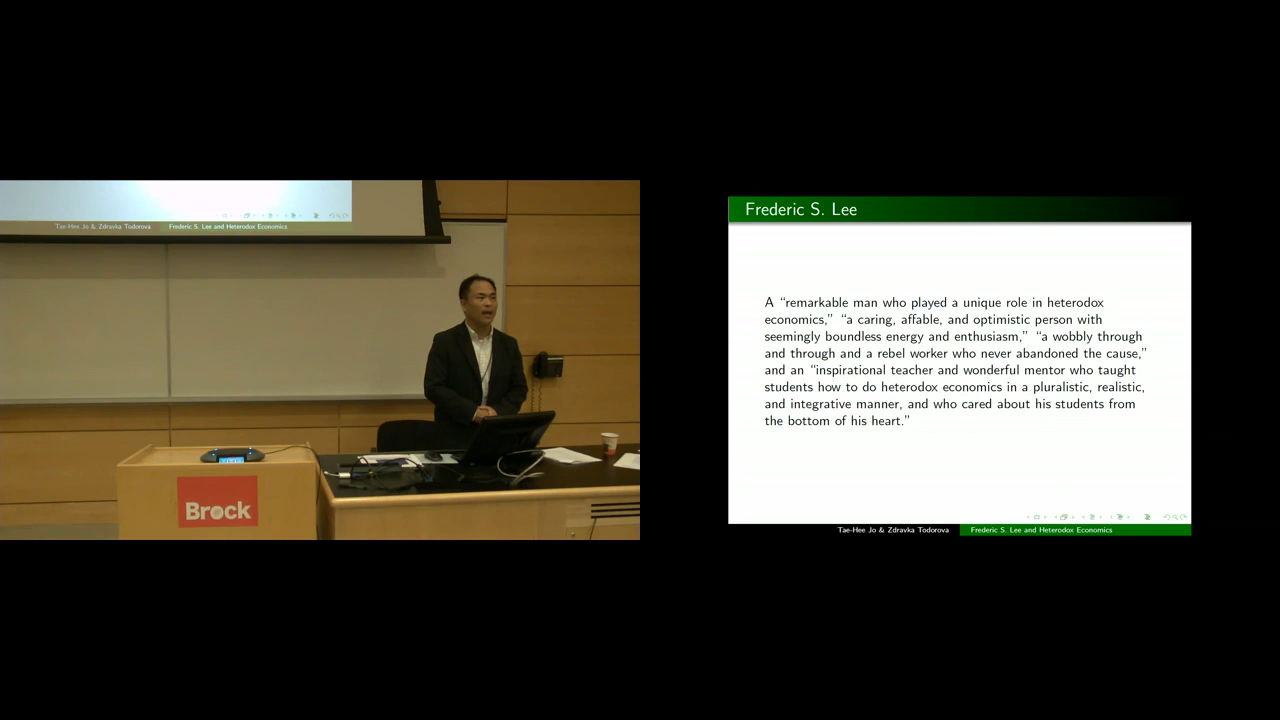 Tae-Hee Jo & Zdravka Todorova Frederic S. Lee and Heterodox Economics
Brock
Frederic S. Lee
A “remarkable man who played a unique role in heterodox
economics,” “a caring, affable, and optimistic person with
seemingly boundless energy and enthusiasm,” “a wobbly through
and through and a rebel worker who never abandoned the cause,”
and an “inspirational teacher and wonderful mentor who taught
students how to do heterodox economics in a pluralistic, realistic,
and integrative manner, and who cared about his students from
the bottom of his heart.”
Tae-Hee Jo & Zdravka Todorova Frederic S. Lee and Heterodox Economics